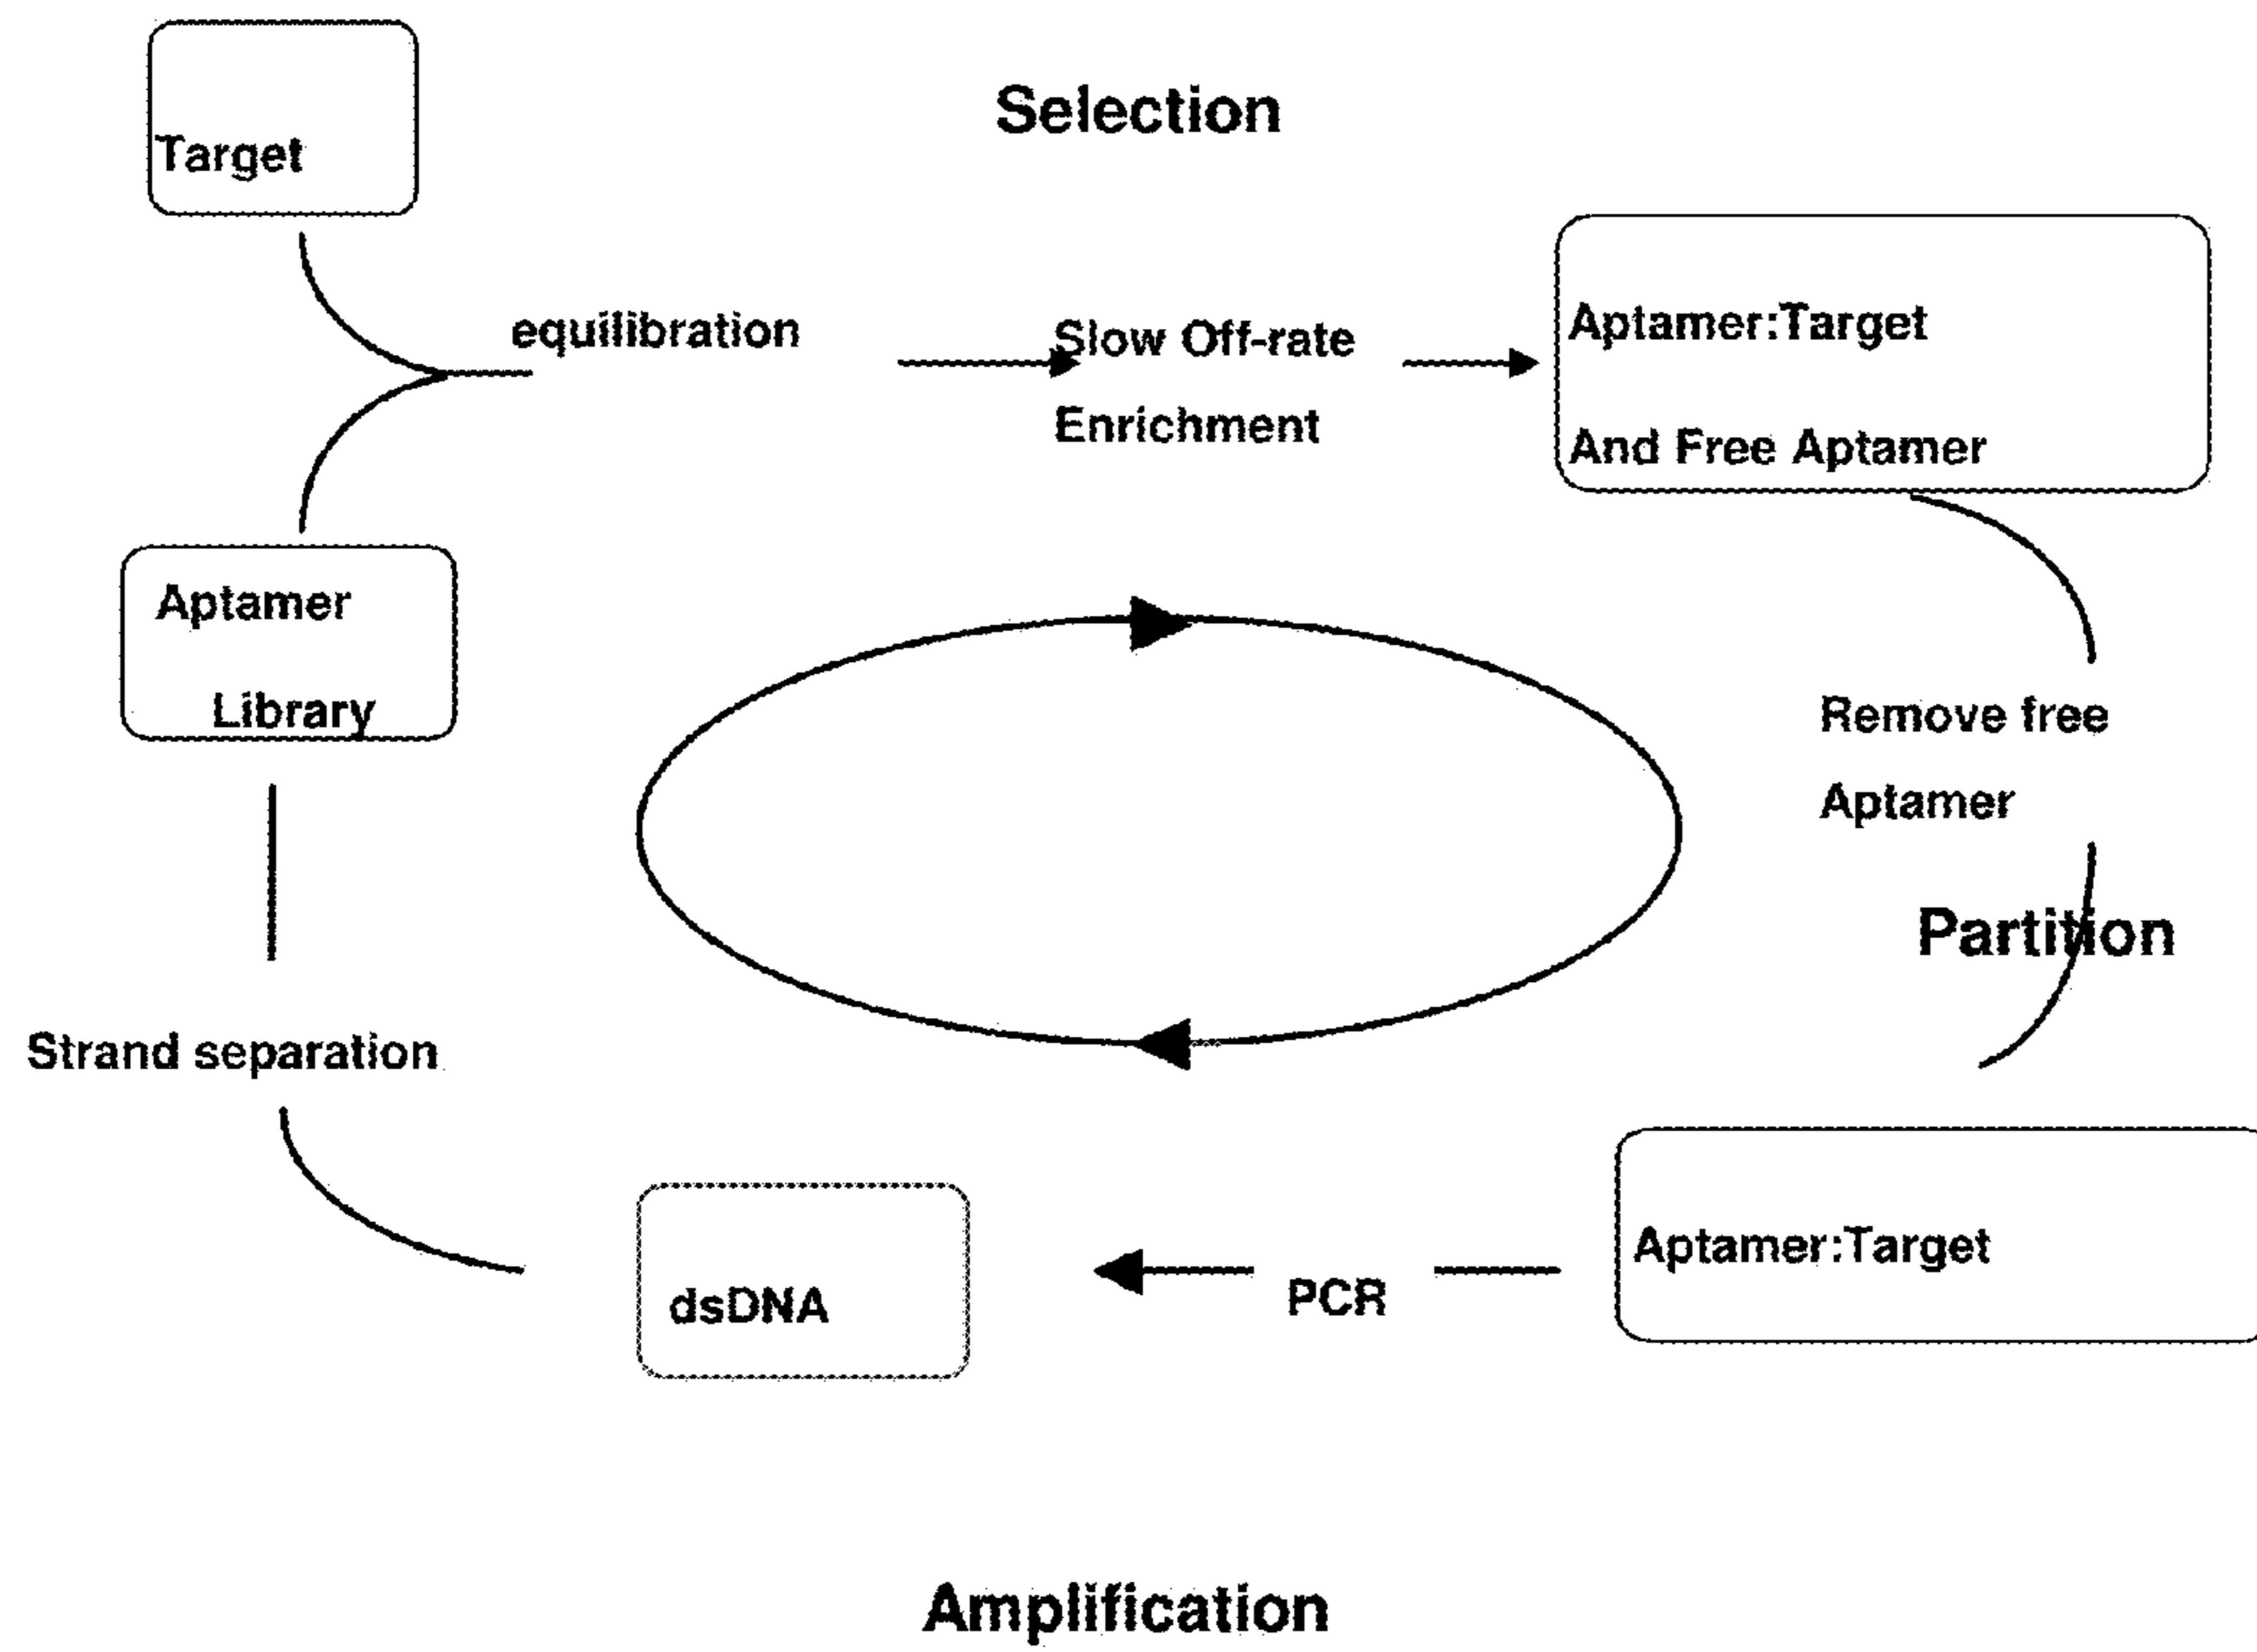 Selection
Target
equilibration
Slow Off-rate
Enrichment
Aptamer:Target
And Free Aptamer
Aptamer
Library
Remove free
Aptamer
Partition
Strand separation
dsDNA
PCR
Aptamer:Target
Amplification